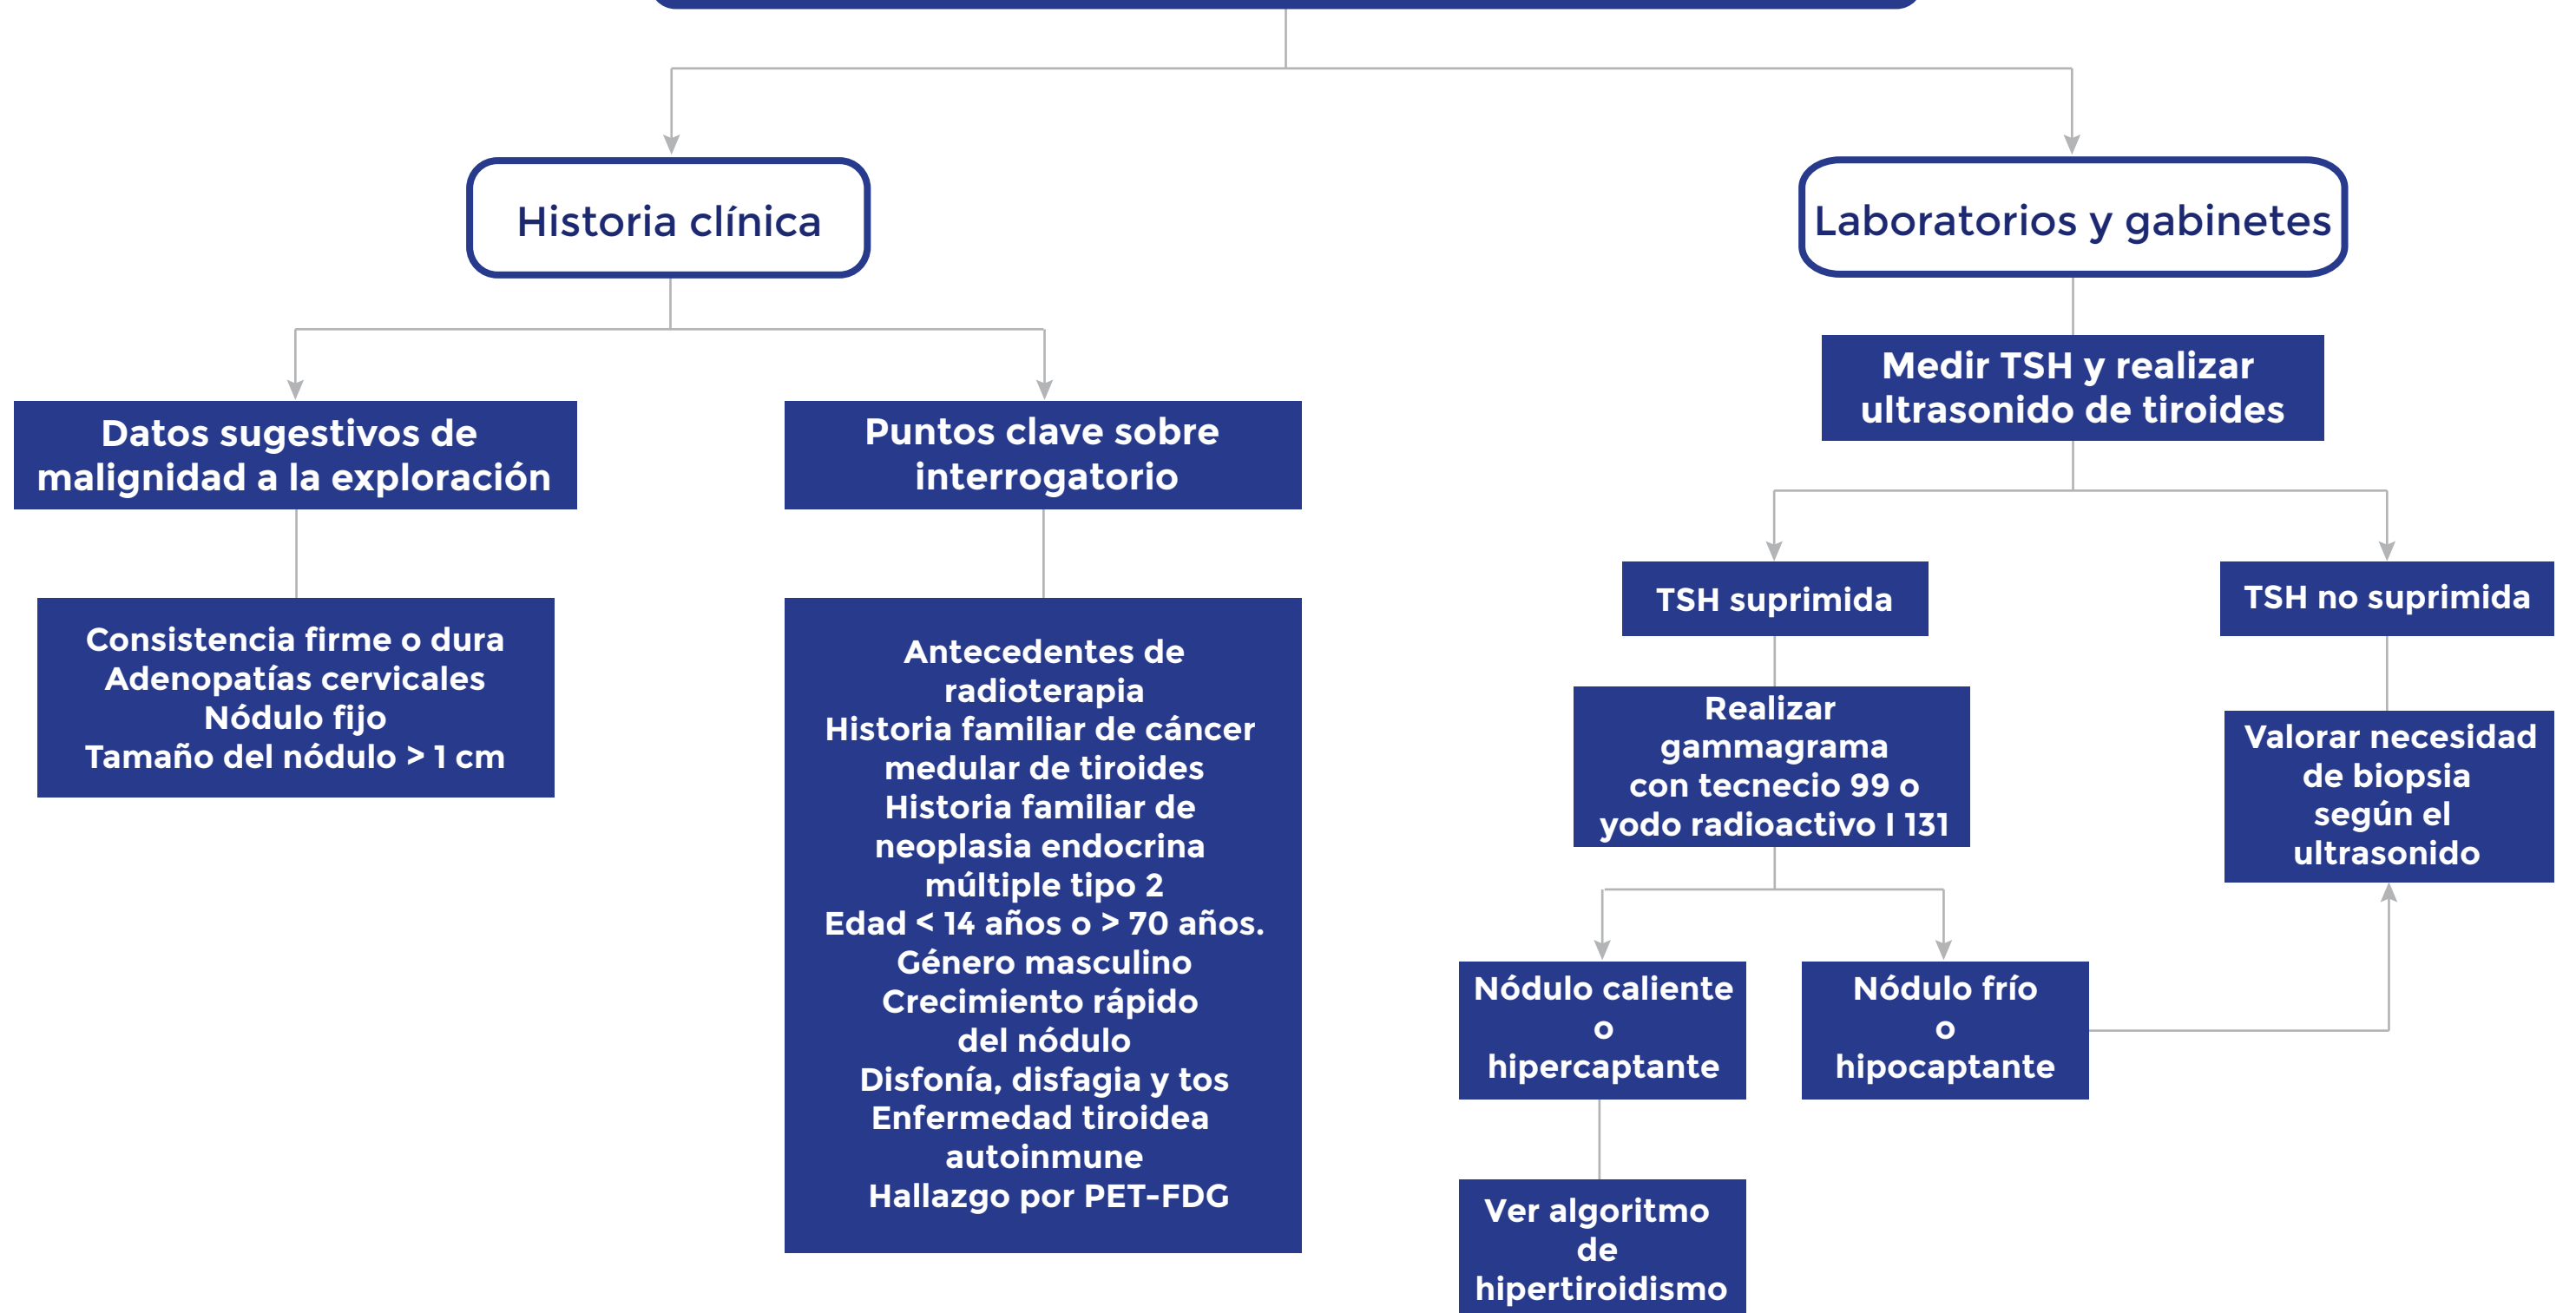 Historia clínica
Laboratorios y gabinetes
Datos sugestivos de
malignidad a la exploración
Consistencia firme o dura
Adenopatías cervicales
Nódulo fijo
Tamaño del nódulo > 1 cm
Puntos clave sobre
interrogatorio
Antecedentes de
radioterapia
Historia familiar de cáncer
medular de tiroides
Historia familiar de
neoplasia endocrina
múltiple tipo 2
Edad < 14 años o > 70 años.
Género masculino
Crecimiento rápido
del nódulo
Disfonía, disfagia y tos
Enfermedad tiroidea
autoinmune
Hallazgo por PET-FDG
Medir TSH y realizar
ultrasonido de tiroides
TSH suprimida
Realizar
gammagrama
con tecnecio 99 o
yodo radioactivo I 131
Nódulo caliente
o
hipercaptante
Ver algoritmo
de
hipertiroidismo
Nódulo frío
o
hipocaptante
TSH no suprimida
Valorar necesidad
de biopsia
según el
ultrasonido